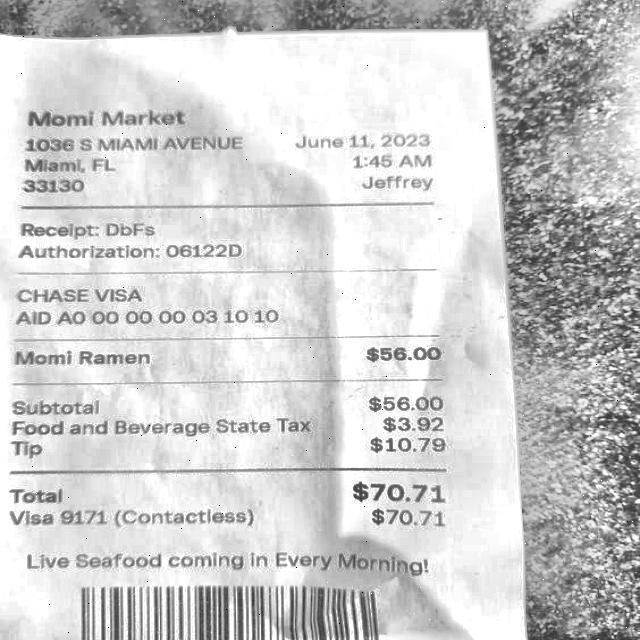 Momi Market
1036 S MIAMI AVENUE June 11, 2023
Miami, FL 1:45 AM
33130 Jeffrey
Receipt: DbFs
Authorization: 06122D
CHASE VISA
AID A0 00 00 00 03 10 10
Momi Ramen $56.00
Subtotal $56.00
Food and Beverage State Tax $3.92
Tip $10.79
Total $70.71
Visa 9171 (Contactless) $70.71
Live Seafood coming in Every Morning!